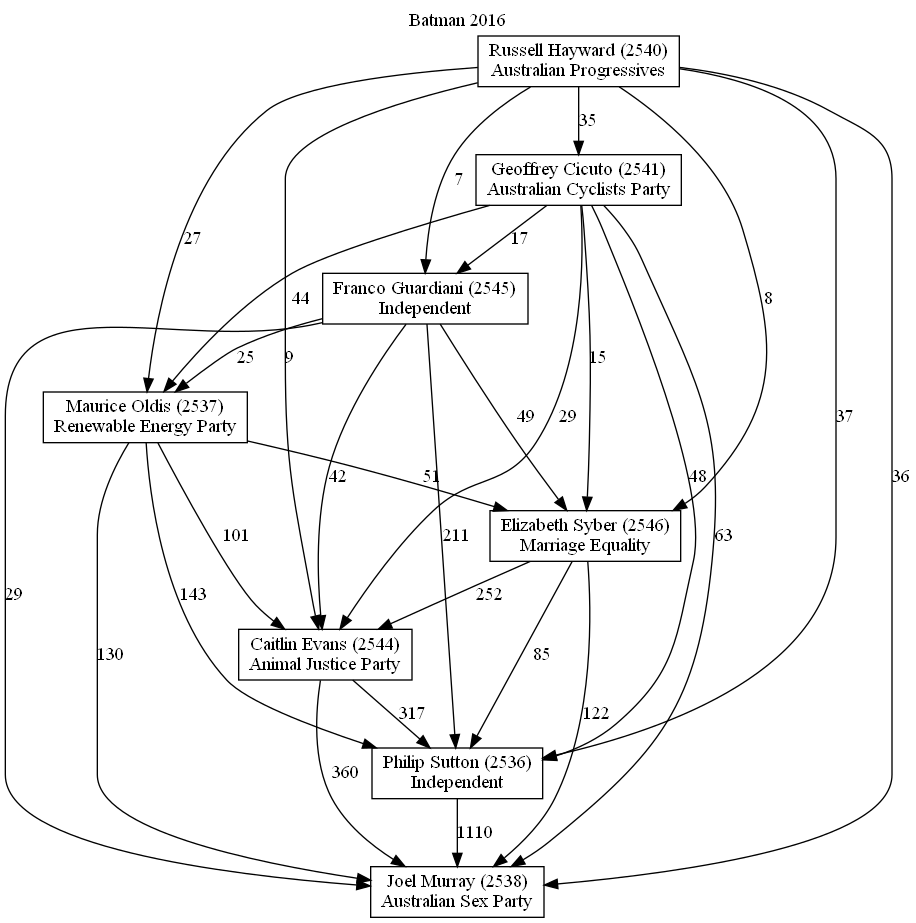 Batman 2016
Russell Hayward (2540)
Australian Progressives
35
Geoffrey Cicuto (2541)
Australian Cyclists Party
7
27
17
44
8
Franco Guardiani (2545)
Independent
25
9
15
Maurice Oldis (2537)
Renewable Energy Party
49
29
37
42
51
48
36
Elizabeth Syber (2546)
Marriage Equality
101
211
63
29
143
252
Caitlin Evans (2544)
Animal Justice Party
130
85
317
122
360
Philip Sutton (2536)
Independent
1110
Joel Murray (2538)
Australian Sex Party